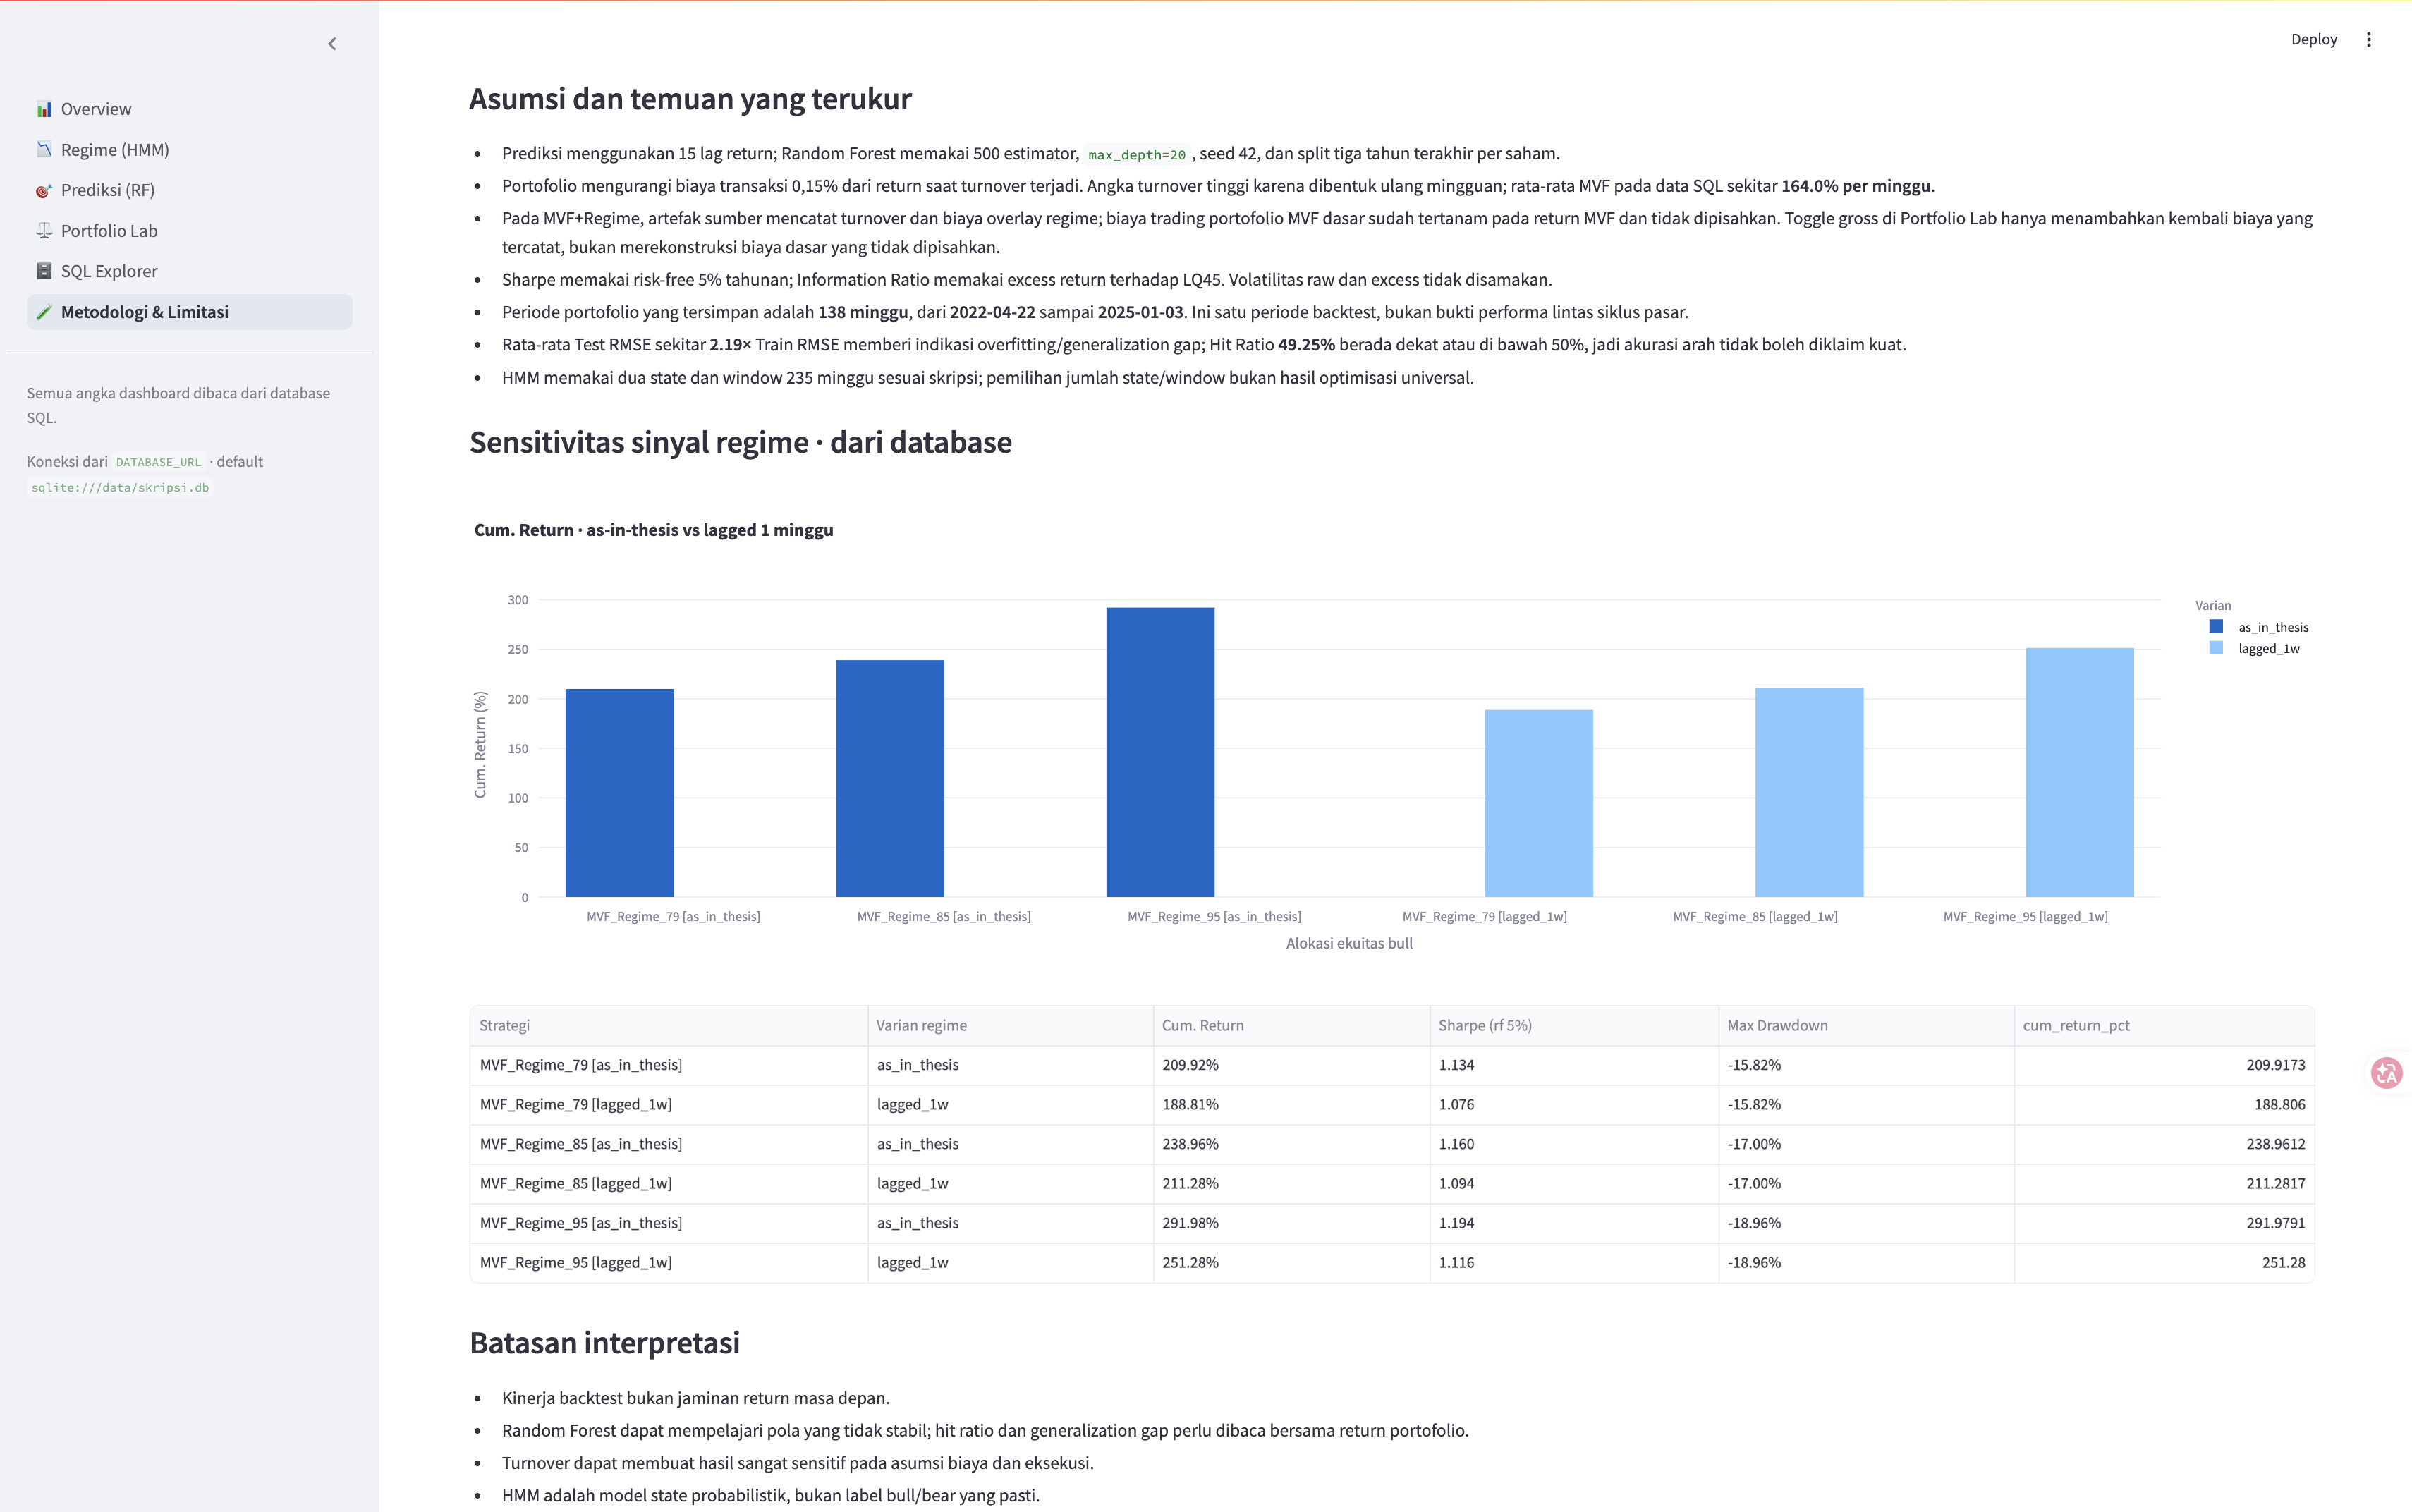 Deploy
Overview
Regime (HMM)
Prediksi (RF)
Portfolio Lab
SQL Explorer
Metodologi & Limitasi
Semua angka dashboard dibaca dari database
SQL.
Koneksi dari DATABASE_URL · default
sqlite:///data/skripsi.db
Asumsi dan temuan yang terukur
• Prediksi menggunakan 15 lag return; Random Forest memakai 500 estimator, max_depth=20 , seed 42, dan split tiga tahun terakhir per saham.
• Portofolio mengurangi biaya transaksi 0,15% dari return saat turnover terjadi. Angka turnover tinggi karena dibentuk ulang mingguan; rata-rata MVF pada data SQL sekitar 164.0% per minggu.
• Pada MVF+Regime, artefak sumber mencatat turnover dan biaya overlay regime; biaya trading portofolio MVF dasar sudah tertanam pada return MVF dan tidak dipisahkan. Toggle gross di Portfolio Lab hanya menambahkan kembali biaya yang
tercatat, bukan merekonstruksi biaya dasar yang tidak dipisahkan.
• Sharpe memakai risk-free 5% tahunan; Information Ratio memakai excess return terhadap LQ45. Volatilitas raw dan excess tidak disamakan.
• Periode portofolio yang tersimpan adalah 138 minggu, dari 2022-04-22 sampai 2025-01-03. Ini satu periode backtest, bukan bukti performa lintas siklus pasar.
• Rata-rata Test RMSE sekitar 2.19× Train RMSE memberi indikasi overfitting/generalization gap; Hit Ratio 49.25% berada dekat atau di bawah 50%, jadi akurasi arah tidak boleh diklaim kuat.
• HMM memakai dua state dan window 235 minggu sesuai skripsi; pemilihan jumlah state/window bukan hasil optimisasi universal.
Sensitivitas sinyal regime · dari database
Cum. Return · as-in-thesis vs lagged 1 minggu
Varian
as_in_thesis
lagged_1w
Cum. Return (%)
300
250
200
150
100
50
0
MVF_Regime_79 [as_in_thesis] MVF_Regime_85 [as_in_thesis] MVF_Regime_95 [as_in_thesis] MVF_Regime_79 [lagged_1w] MVF_Regime_85 [lagged_1w] MVF_Regime_95 [lagged_1w]
Alokasi ekuitas bull
Strategi Varian regime Cum. Return Sharpe (rf 5%) Max Drawdown cum_return_pct
MVF_Regime_79 [as_in_thesis] as_in_thesis 209.92% 1.134 -15.82% 209.9173
MVF_Regime_79 [lagged_1w] lagged_1w 188.81% 1.076 -15.82% 188.806
MVF_Regime_85 [as_in_thesis] as_in_thesis 238.96% 1.160 -17.00% 238.9612
MVF_Regime_85 [lagged_1w] lagged_1w 211.28% 1.094 -17.00% 211.2817
MVF_Regime_95 [as_in_thesis] as_in_thesis 291.98% 1.194 -18.96% 291.9791
MVF_Regime_95 [lagged_1w] lagged_1w 251.28% 1.116 -18.96% 251.28
Batasan interpretasi
• Kinerja backtest bukan jaminan return masa depan.
• Random Forest dapat mempelajari pola yang tidak stabil; hit ratio dan generalization gap perlu dibaca bersama return portofolio.
• Turnover dapat membuat hasil sangat sensitif pada asumsi biaya dan eksekusi.
• HMM adalah model state probabilistik, bukan label bull/bear yang pasti.